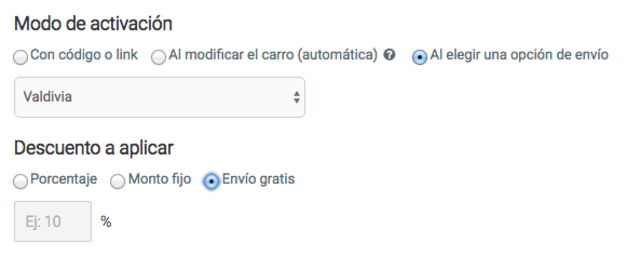 Modo de activación
Con código o link Al modificar el carro (automática) ? Al elegir una opción de envío
Valdivia
Descuento a aplicar
Porcentaje Monto fijo Envío gratis
Ej: 10 %